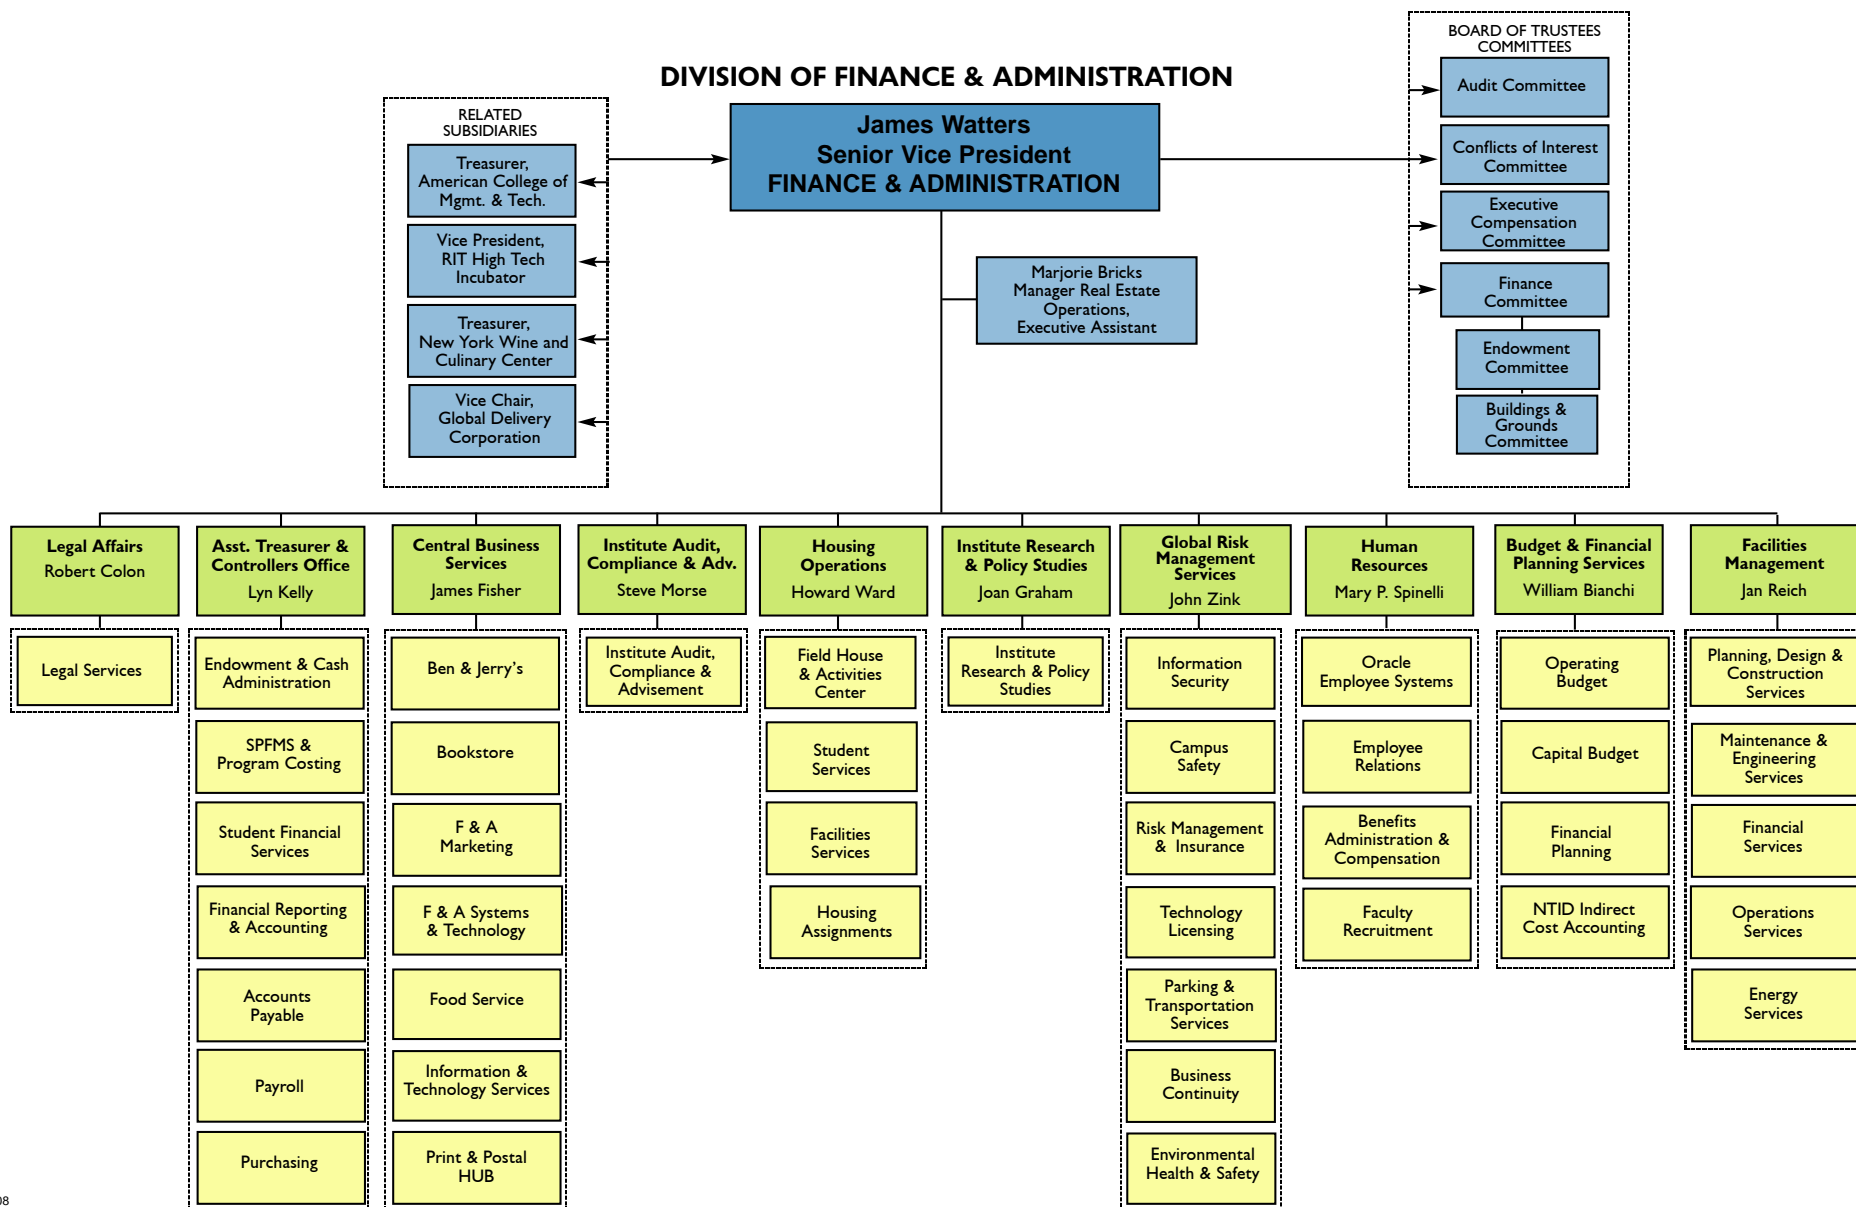 BOARD OF TRUSTEES
COMMITTEES
Audit Committee
Conflicts of Interest
Committee
Executive
Compensation
Committee
Finance
Committee
Endowment
Committee
Buildings &
Grounds
Committee
DIVISION OF FINANCE & ADMINISTRATION
James Watters
Senior Vice President
FINANCE & ADMINISTRATION
RELATED
SUBSIDIARIES
Treasurer,
American College of
Mgmt. & Tech.
Vice President,
RIT High Tech
Incubator
Treasurer,
New York Wine and
Culinary Center
Vice Chair,
Global Delivery
Corporation
Marjorie Bricks
Manager Real Estate
Operations,
Executive Assistant
Legal Affairs
Robert Colon
Legal Services
Asst. Treasurer &
Controllers Office
Lyn Kelly
Endowment & Cash
Administration
SPFMS &
Program Costing
Student Financial
Services
Financial Reporting
& Accounting
Accounts
Payable
Payroll
Purchasing
Central Business
Services
James Fisher
Ben & Jerry's
Bookstore
F & A
Marketing
F & A Systems
& Technology
Food Service
Information &
Technology Services
Print & Postal
HUB
Institute Audit,
Compliance & Adv.
Steve Morse
Institute Audit,
Compliance &
Advisement
Housing
Operations
Howard Ward
Field House
& Activities
Center
Student
Services
Facilities
Services
Housing
Assignments
Institute Research
& Policy Studies
Joan Graham
Institute
Research & Policy
Studies
Global Risk
Management
Services
John Zink
Information
Security
Campus
Safety
Risk Management
& Insurance
Technology
Licensing
Parking &
Transportation
Services
Business
Continuity
Environmental
Health & Safety
Human
Resources
Mary P. Spinelli
Oracle
Employee Systems
Employee
Relations
Benefits
Administration &
Compensation
Faculty
Recruitment
Budget & Financial
Planning Services
William Bianchi
Operating
Budget
Capital Budget
Financial
Planning
NTID Indirect
Cost Accounting
Facilities
Management
Jan Reich
Planning, Design &
Construction
Services
Maintenance &
Engineering
Services
Financial
Services
Operations
Services
Energy
Services
08